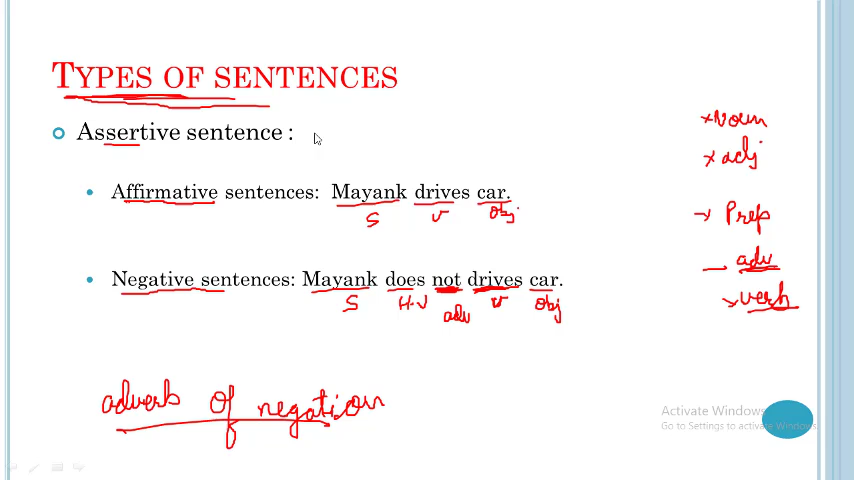 TYPES OF SENTENCES
Assertive sentence :
Affirmative sentences: Mayank drives car.
S V Obj
Negative sentences: Mayank does not drives car.
S H.V adv V Obj
adverb of negation
Noun
adj
Prep
adv
verb
Activate Windows
Go to Settings to activate Windows